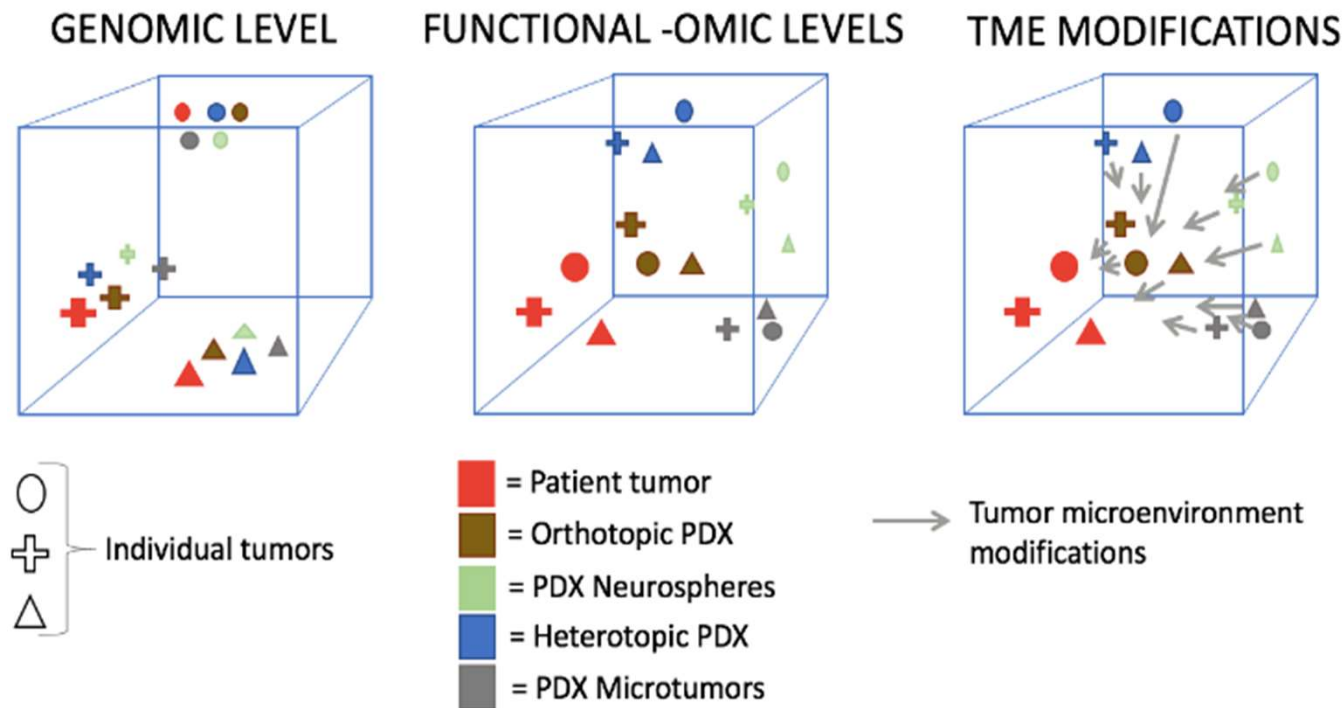 GENOMIC LEVEL
FUNCTIONAL -OMIC LEVELS
TME MODIFICATIONS
Individual tumors
= Patient tumor
= Orthotopic PDX
= PDX Neurospheres
= Heterotopic PDX
= PDX Microtumors
Tumor microenvironment
modifications